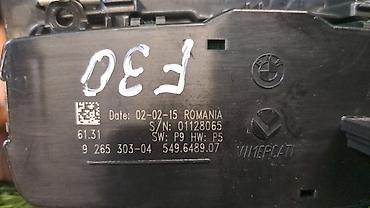 F30
Date: 02-02-15 ROMANIA
S/N: 01128065
61.31 SW: P9 HW: P5
9 265 303-04 549.6489.07